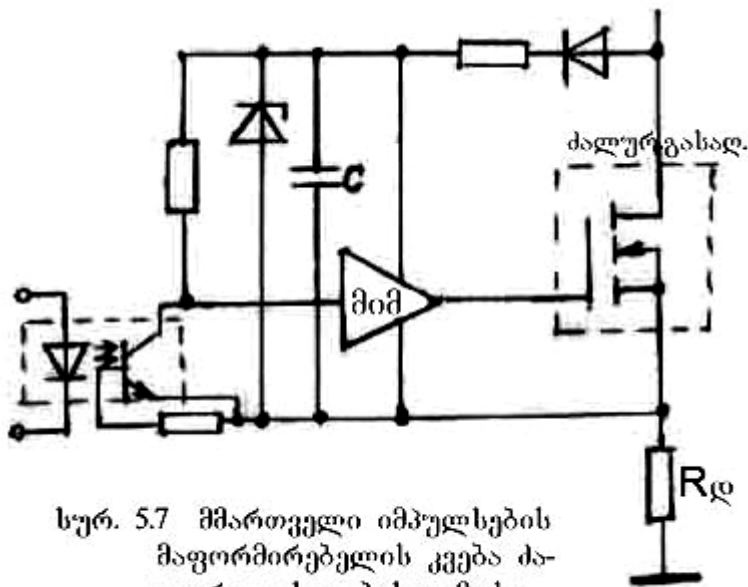 ძალურ.გასაღ.
C
მიმ
Rდ
სურ. 5.7 მმართველი იმპულსების
მაფორმირებელის კვება ძა-